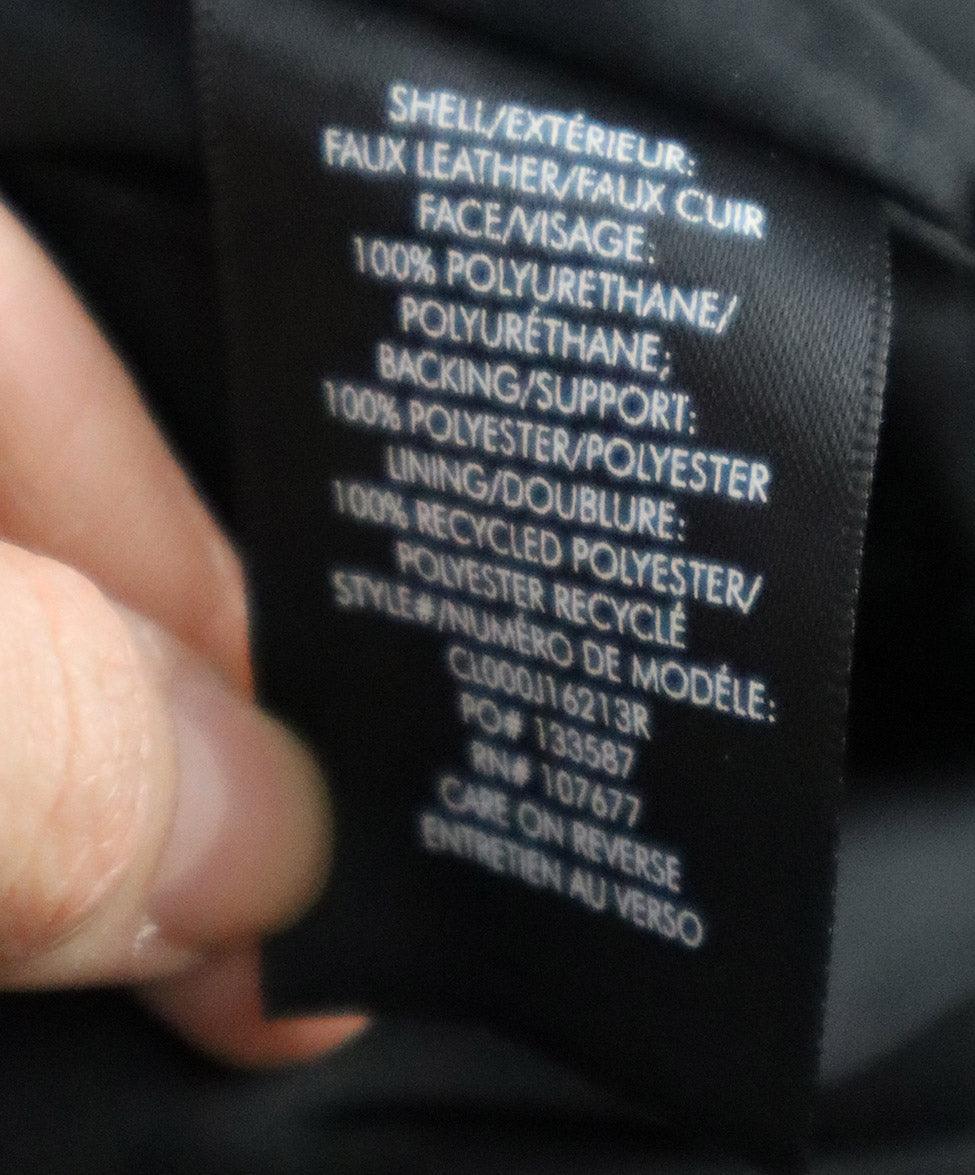 SHELL/EXTÉRIEUR:
FAUX LEATHER/FAUX CUIR
FACE/VISAGE:
100% POLYURETHANE/
POLYURÉTHANE;
BACKING/SUPPORT:
100% POLYESTER/POLYESTER
LINING/DOUBLURE:
100% RECYCLED POLYESTER/
POLYESTER RECYCLÉ
STYLE#/NUMÉRO DE MODÉLE:
CL000J16213R
PO# 133587
RN# 107677
CARE ON REVERSE
ENTRETIEN AU VERSO